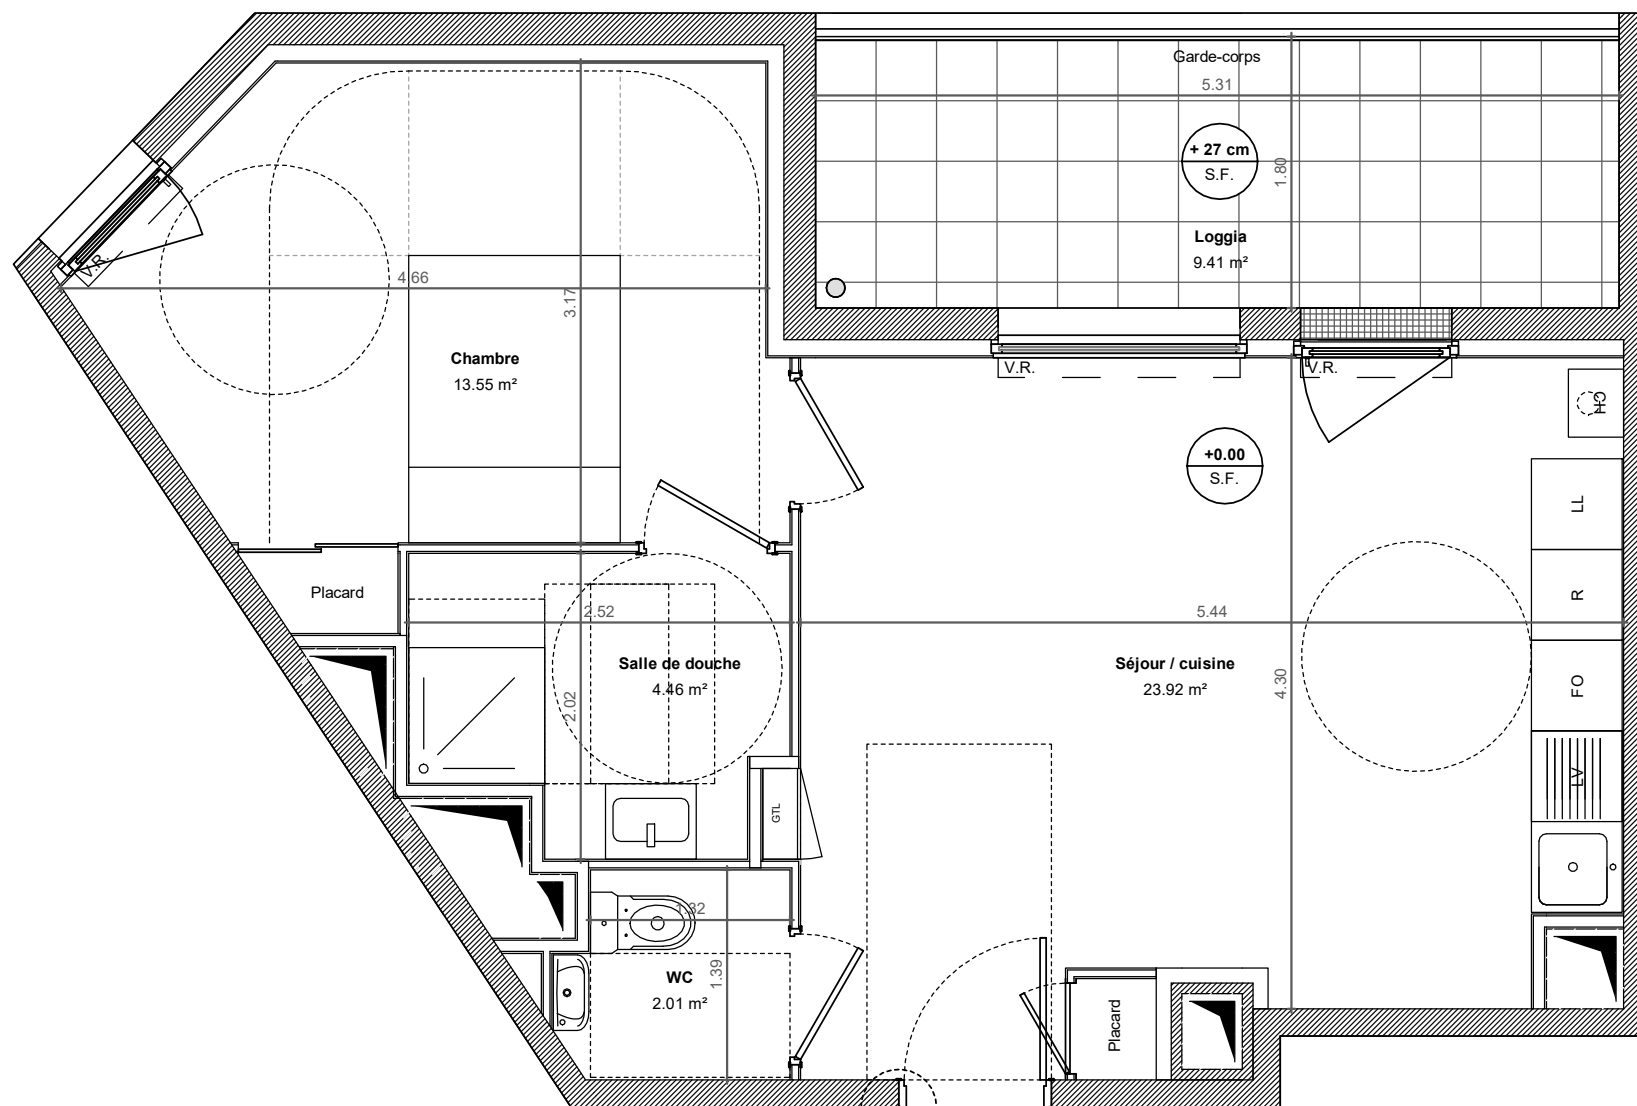 Garde-corps
5.31
+ 27 cm
S.F.
1.80
Loggia
9.41 m²
V.R.
4.66
3.17
Chambre
13.55 m²
V.R.
V.R.
CH
+0.00
S.F.
LL
Placard
2.52
5.44
R
Salle de douche
4.46 m²
2.02
Séjour / cuisine
23.92 m²
4.30
FO
LV
GTL
1.32
WC
2.01 m²
1.39
Placard